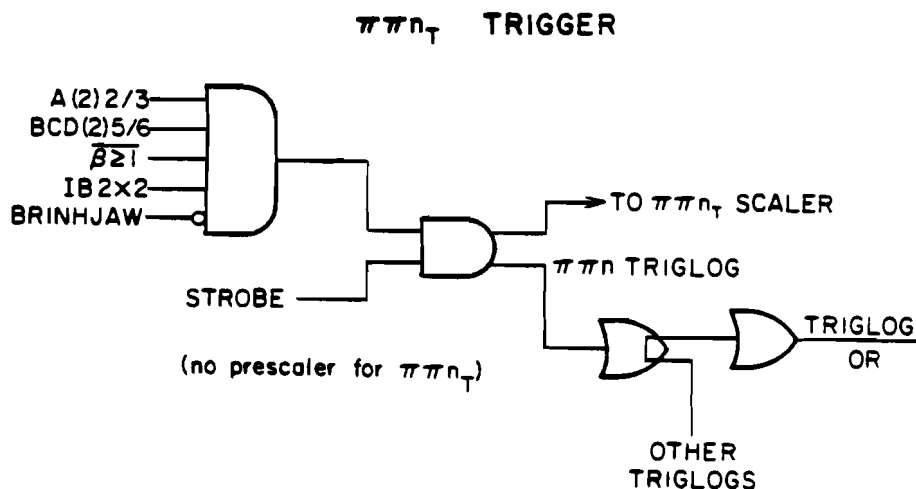 ππn_T TRIGGER
A(2)2/3
BCD(2)5/6
β≥1̅
IB2×2
BRINHJAW
TO ππn_T SCALER
ππn TRIGLOG
STROBE
(no prescaler for ππn_T)
TRIGLOG
OR
OTHER
TRIGLOGS